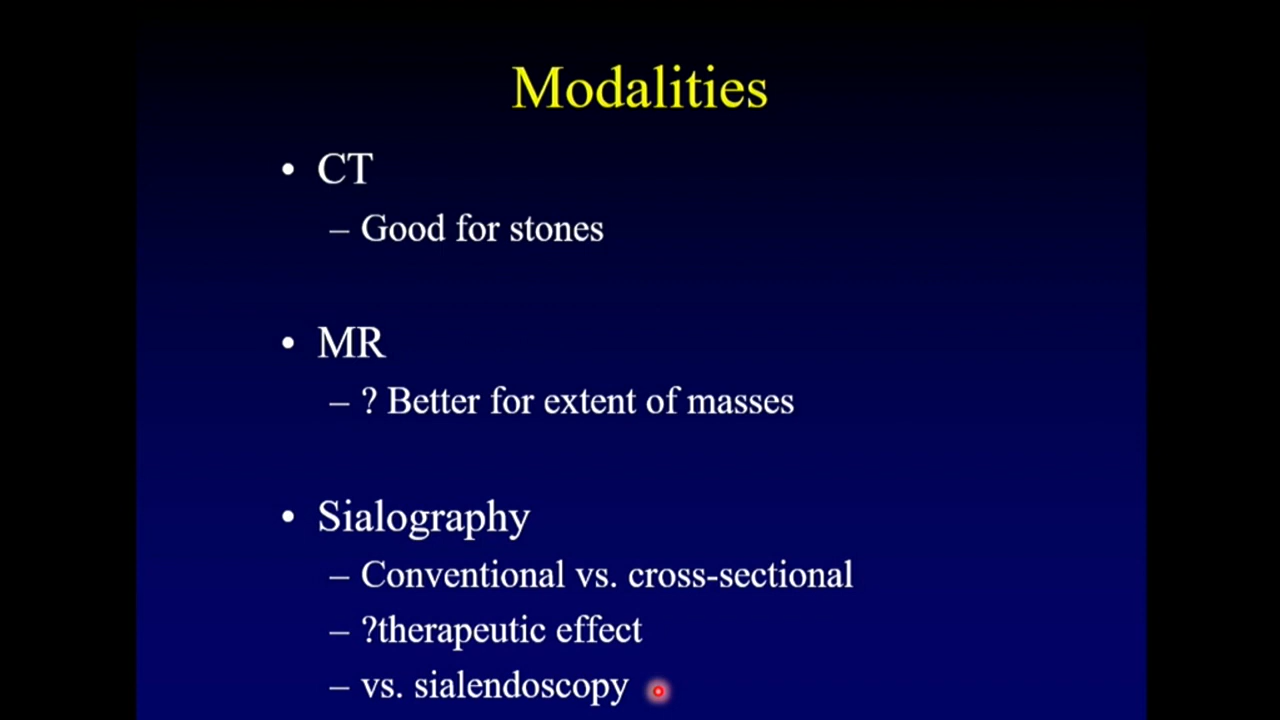 Modalities
• CT
– Good for stones
• MR
– ? Better for extent of masses
• Sialography
– Conventional vs. cross-sectional
– ?therapeutic effect
– vs. sialendoscopy